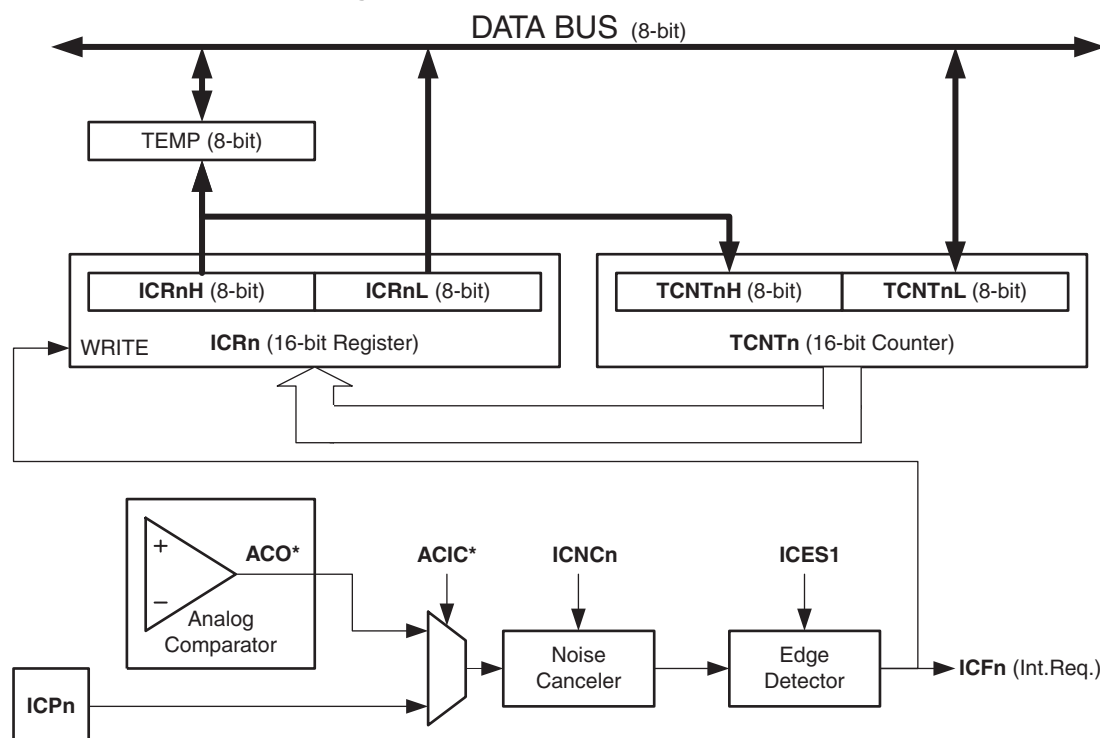 DATA BUS (8-bit)
TEMP (8-bit)
ICRnH (8-bit)
ICRnL (8-bit)
TCNTnH (8-bit)
TCNTnL (8-bit)
WRITE
ICRn (16-bit Register)
TCNTn (16-bit Counter)
+
−
ACO*
Analog
Comparator
ACIC*
ICNCn
ICES1
Noise
Canceler
Edge
Detector
ICFn (Int.Req.)
ICPn